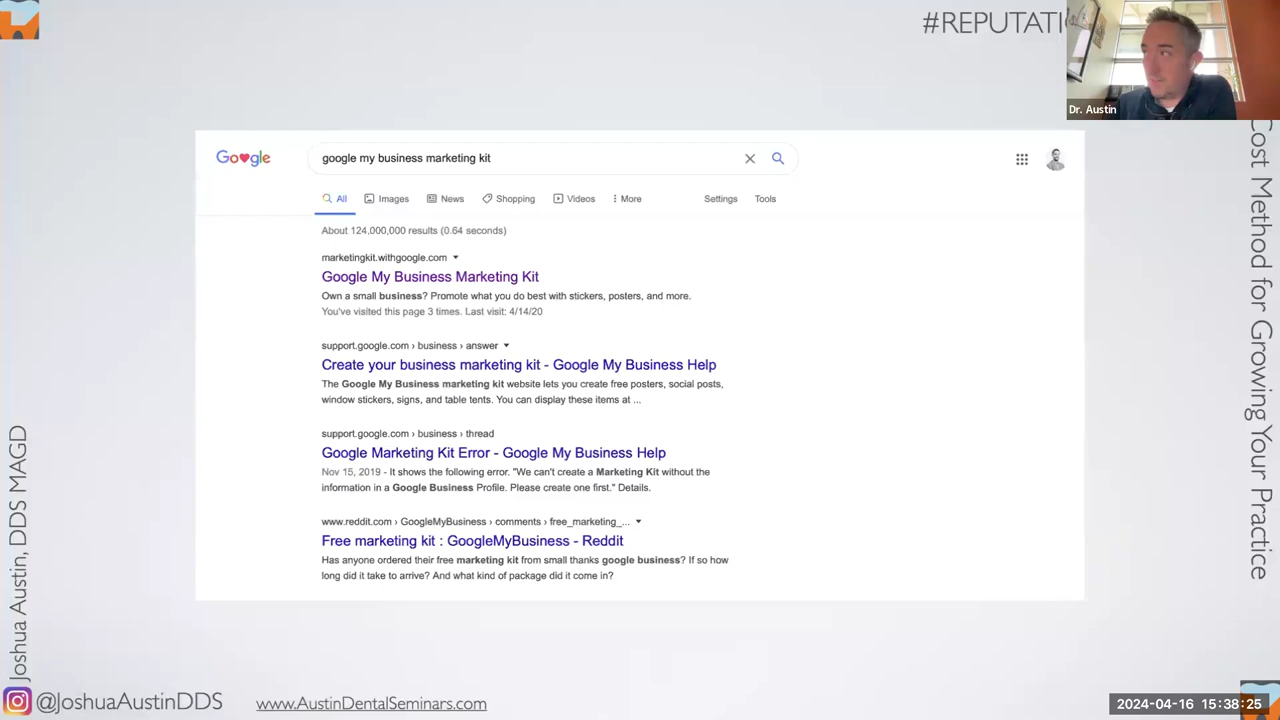 #REPUTATI
Dr. Austin
Google
google my business marketing kit
All
Images
News
Shopping
Videos
More
Settings
Tools
About 124,000,000 results (0.64 seconds)
marketingkit.withgoogle.com
Google My Business Marketing Kit
Own a small business? Promote what you do best with stickers, posters, and more.
You've visited this page 3 times. Last visit: 4/14/20
support.google.com › business › answer
Create your business marketing kit - Google My Business Help
The Google My Business marketing kit website lets you create free posters, social posts,
window stickers, signs, and table tents. You can display these items at ...
support.google.com › business › thread
Google Marketing Kit Error - Google My Business Help
Nov 15, 2019 - It shows the following error. "We can't create a Marketing Kit without the
information in a Google Business Profile. Please create one first." Details.
www.reddit.com › GoogleMyBusiness › comments › free_marketing_...
Free marketing kit : GoogleMyBusiness - Reddit
Has anyone ordered their free marketing kit from small thanks google business? If so how
long did it take to arrive? And what kind of package did it come in?
Cost Method for Growing Your Practice
Joshua Austin, DDS MAGD
@JoshuaAustinDDS
www.AustinDentalSeminars.com
2024-04-16 15:38:25